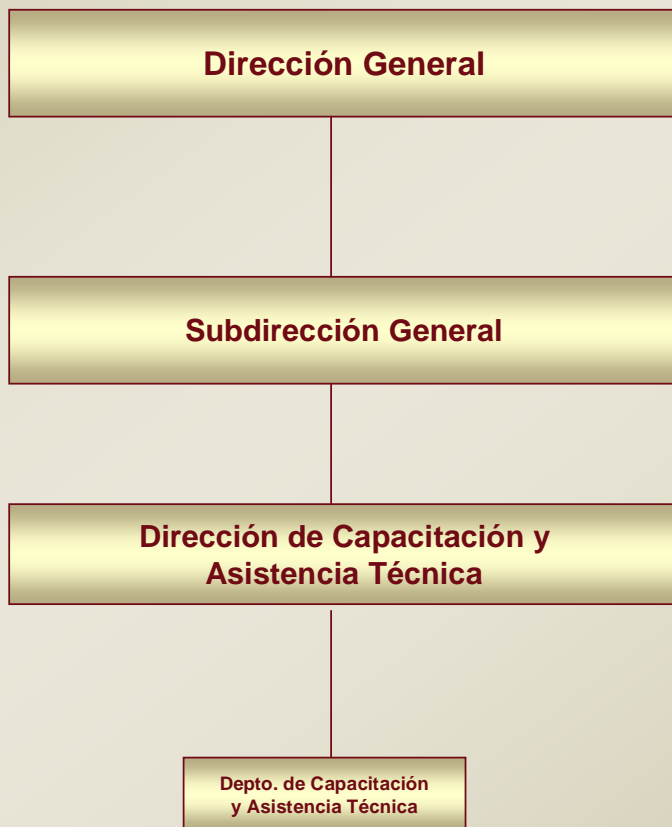 Dirección General
Subdirección General
Dirección de Capacitación y
Asistencia Técnica
Depto. de Capacitación
y Asistencia Técnica